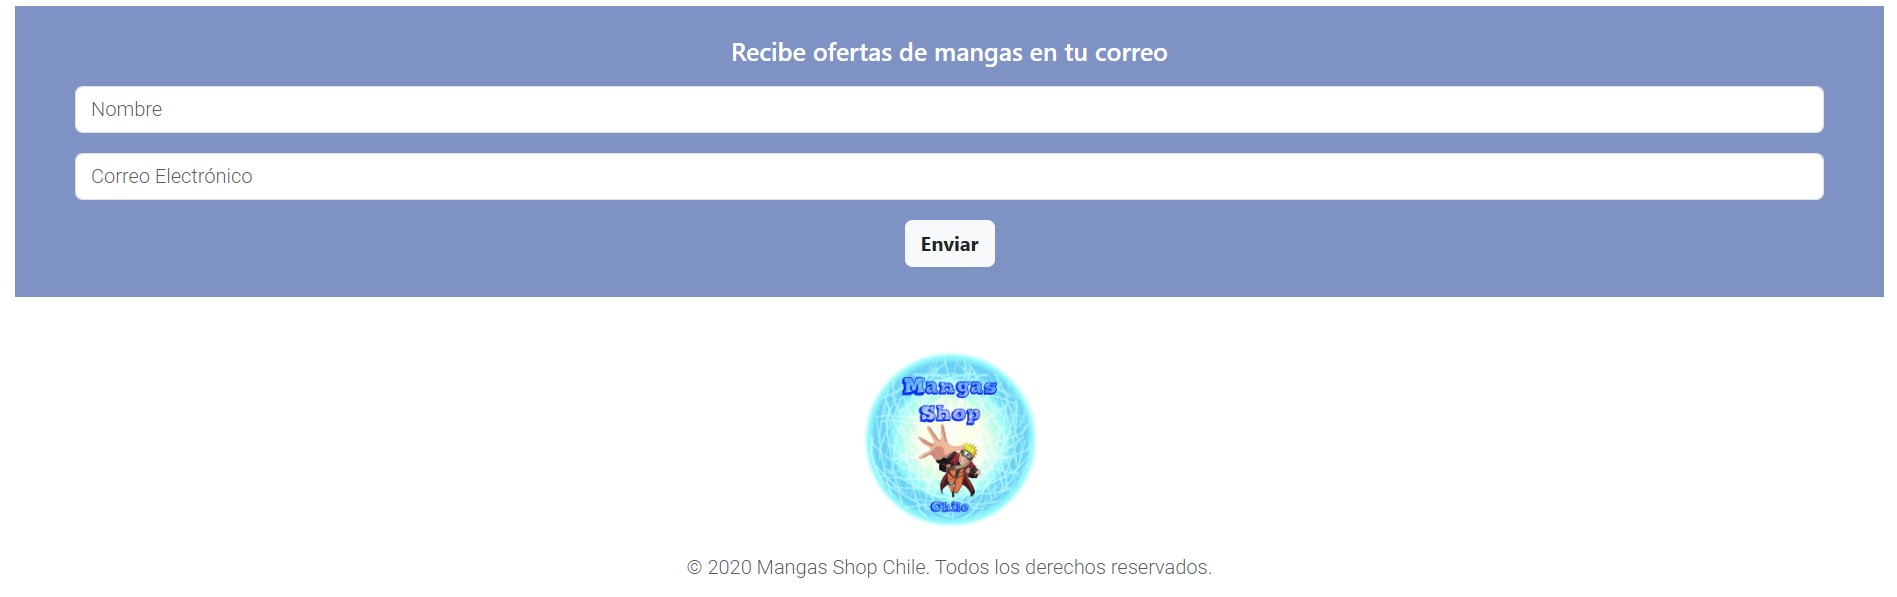 Recibe ofertas de mangas en tu correo
Nombre
Correo Electrónico
Enviar
Mangas
Shop
Chile
© 2020 Mangas Shop Chile. Todos los derechos reservados.